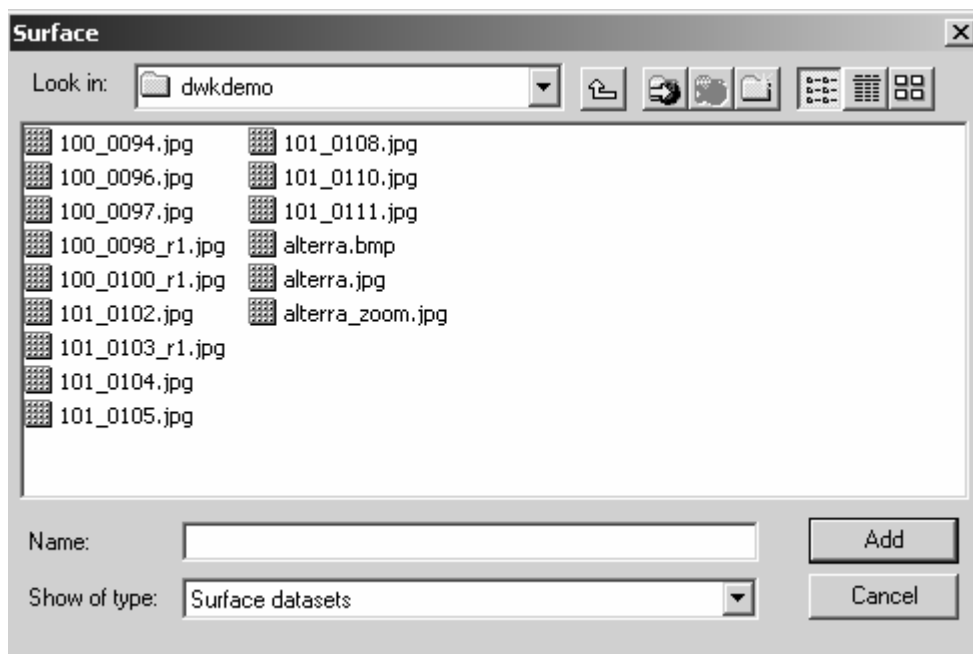 Surface
Look in: dwkdemo
100_0094.jpg
100_0096.jpg
100_0097.jpg
100_0098_r1.jpg
100_0100_r1.jpg
101_0102.jpg
101_0103_r1.jpg
101_0104.jpg
101_0105.jpg
101_0108.jpg
101_0110.jpg
101_0111.jpg
alterra.bmp
alterra.jpg
alterra_zoom.jpg
Name:
Add
Show of type: Surface datasets
Cancel